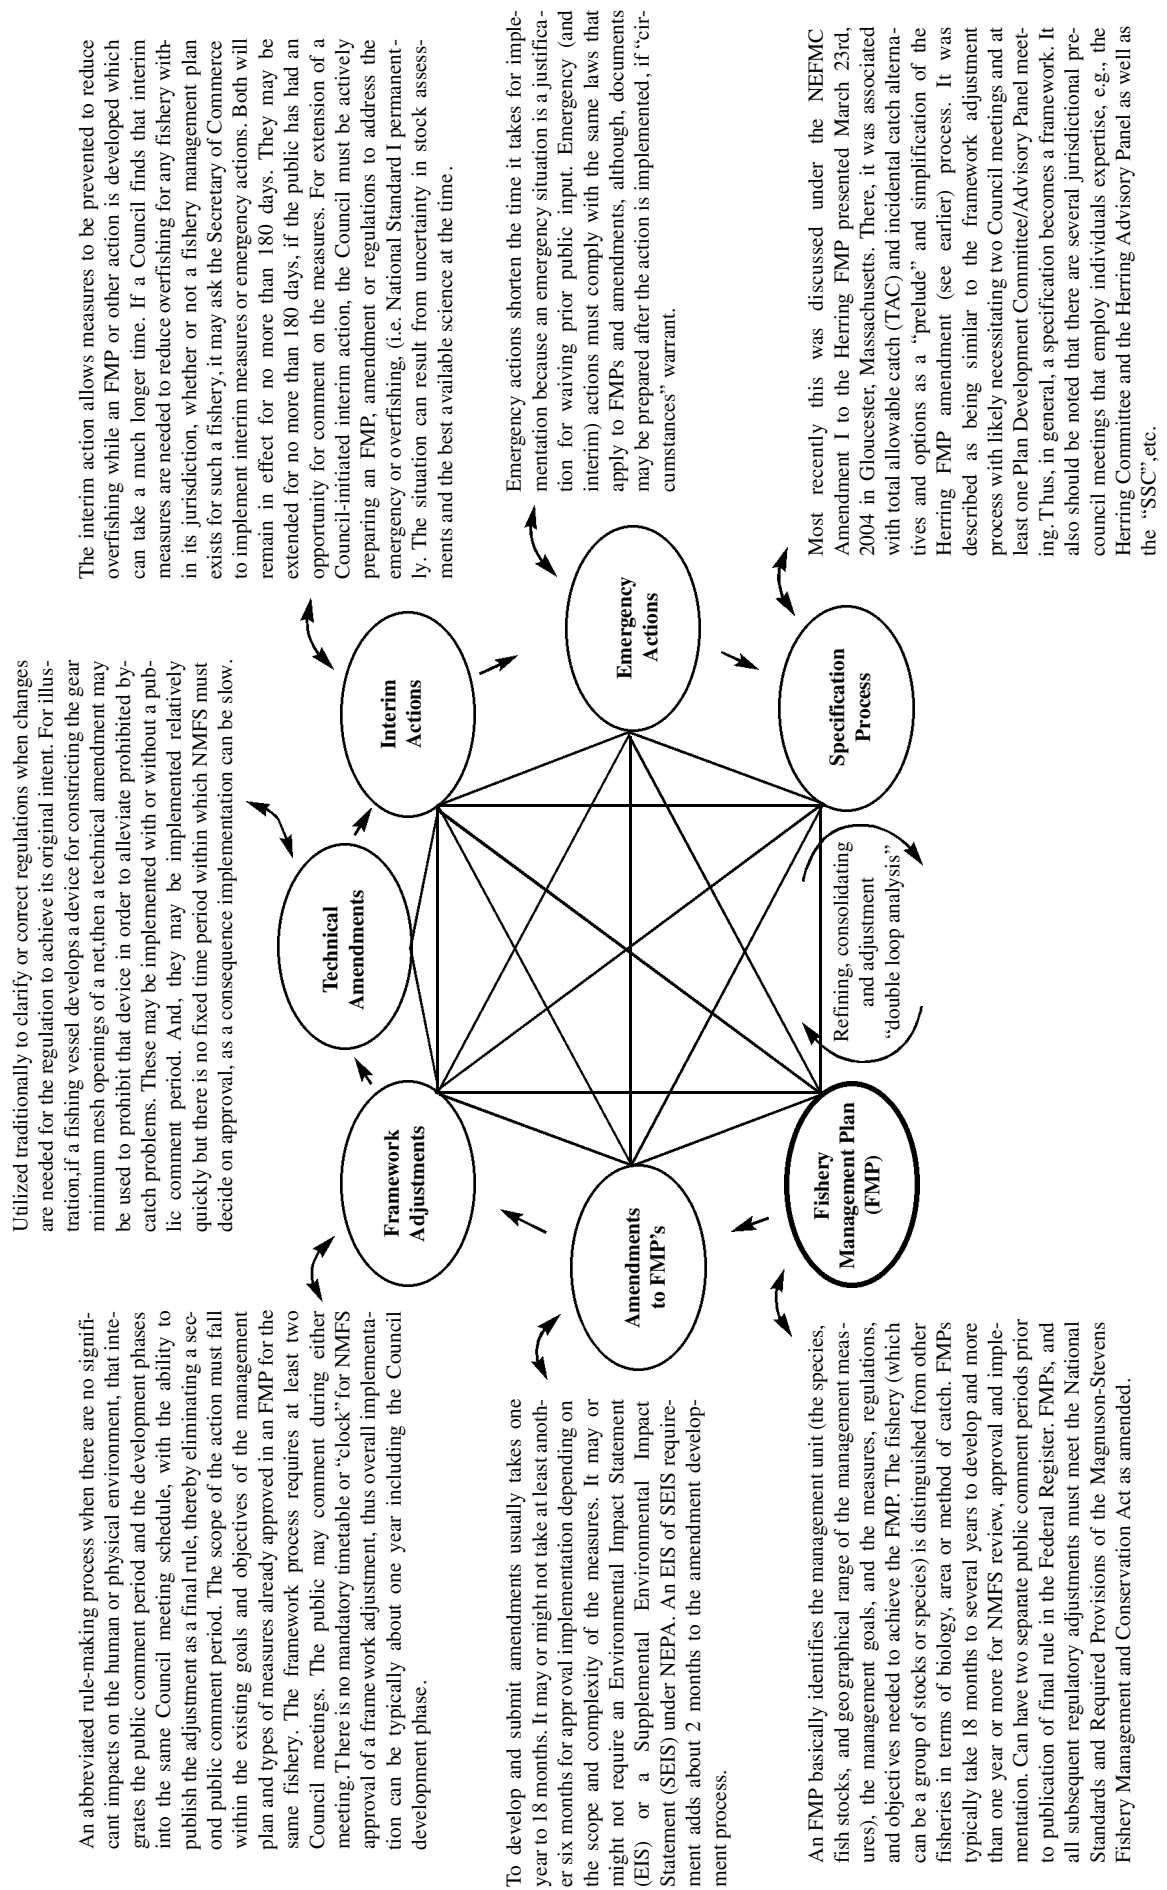 An FMP basically identifies the management unit (the species,
fish stocks, and geographical range of the management meas-
ures), the management goals, and the measures, regulations,
and objectives needed to achieve the FMP. The fishery (which
can be a group of stocks or species) is distinguished from other
fisheries in terms of biology, area or method of catch. FMPs
typically take 18 months to several years to develop and more
than one year or more for NMFS review, approval and imple-
mentation. Can have two separate public comment periods prior
to publication of final rule in the Federal Register. FMPs, and
all subsequent regulatory adjustments must meet the National
Standards and Required Provisions of the Magnuson-Stevens
Fishery Management and Conservation Act as amended.
To develop and submit amendments usually takes one
year to 18 months. It may or might not take at least anoth-
er six months for approval implementation depending on
the scope and complexity of the measures. It may or
might not require an Environmental Impact Statement
(EIS) or a Supplemental Environmental Impact
Statement (SEIS) under NEPA. An EIS of SEIS require-
ment adds about 2 months to the amendment develop-
ment process.
An abbreviated rule-making process when there are no signifi-
cant impacts on the human or physical environment, that inte-
grates the public comment period and the development phases
into the same Council meeting schedule, with the ability to
publish the adjustment as a final rule, thereby eliminating a sec-
ond public comment period. The scope of the action must fall
within the existing goals and objectives of the management
plan and types of measures already approved in an FMP for the
same fishery. The framework process requires at least two
Council meetings. The public may comment during either
meeting.There is no mandatory timetable or “clock” for NMFS
approval of a framework adjustment, thus overall implementa-
tion can be typically about one year including the Council
development phase.
Utilized traditionally to clarify or correct regulations when changes
are needed for the regulation to achieve its original intent. For illus-
tration,if a fishing vessel develops a device for constricting the gear
minimum mesh openings of a net,then a technical amendment may
be used to prohibit that device in order to alleviate prohibited by-
catch problems. These may be implemented with or without a pub-
lic comment period. And, they may be implemented relatively
quickly but there is no fixed time period within which NMFS must
decide on approval, as a consequence implementation can be slow.
The interim action allows measures to be prevented to reduce
overfishing while an FMP or other action is developed which
can take a much longer time. If a Council finds that interim
measures are needed to reduce overfishing for any fishery with-
in its jurisdiction, whether or not a fishery management plan
exists for such a fishery, it may ask the Secretary of Commerce
to implement interim measures or emergency actions. Both will
remain in effect for no more than 180 days. They may be
extended for no more than 180 days, if the public has had an
opportunity for comment on the measures. For extension of a
Council-initiated interim action, the Council must be actively
preparing an FMP, amendment or regulations to address the
emergency or overfishing, (i.e. National Standard I permanent-
ly. The situation can result from uncertainty in stock assess-
ments and the best available science at the time.
Emergency actions shorten the time it takes for imple-
mentation because an emergency situation is a justifica-
tion for waiving prior public input. Emergency (and
interim) actions must comply with the same laws that
apply to FMPs and amendments, although, documents
may be prepared after the action is implemented, if “cir-
cumstances” warrant.
Most recently this was discussed under the NEFMC
Amendment I to the Herring FMP presented March 23rd,
2004 in Gloucester, Massachusetts. There, it was associated
with total allowable catch (TAC) and incidental catch alterna-
tives and options as a “prelude” and simplification of the
Herring FMP amendment (see earlier) process. It was
described as being similar to the framework adjustment
process with likely necessitating two Council meetings and at
least one Plan Development Committee/Advisory Panel meet-
ing. Thus, in general, a specification becomes a framework. It
also should be noted that there are several jurisdictional pre-
council meetings that employ individuals expertise, e.g., the
Herring Committee and the Herring Advisory Panel as well as
the “SSC”,etc.
Fishery
Management Plan
(FMP)
Amendments
to FMP's
Framework
Adjustments
Technical
Amendments
Interim
Actions
Emergency
Actions
Specification
Process
Refining, consolidating
and adjustment
“double loop analysis”